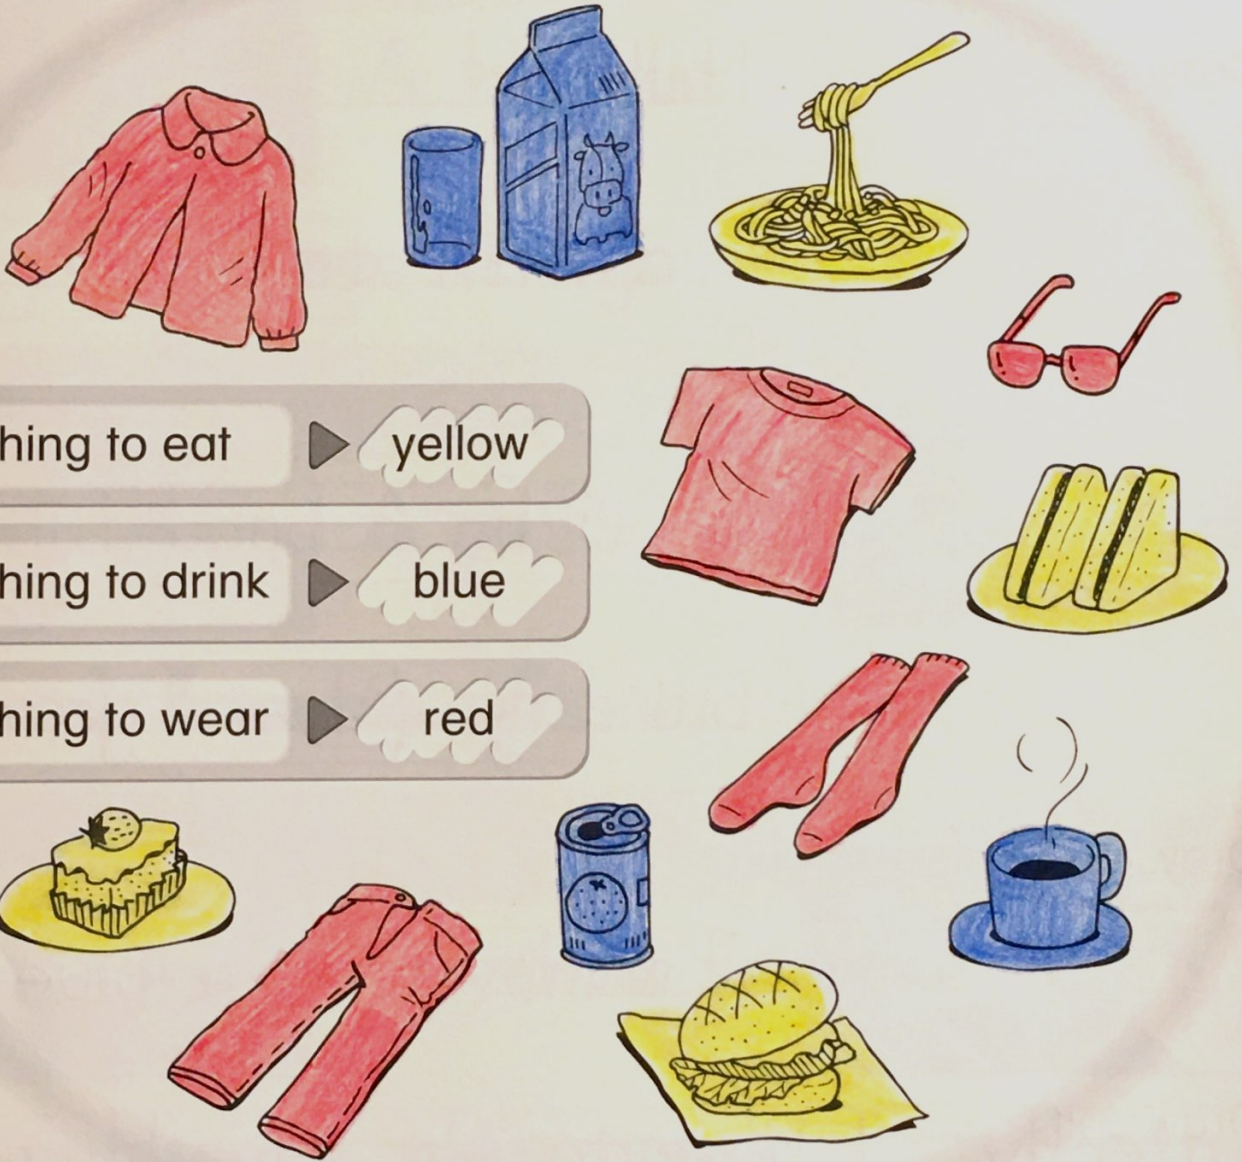 hing to eat yellow
hing to drink blue
hing to wear red